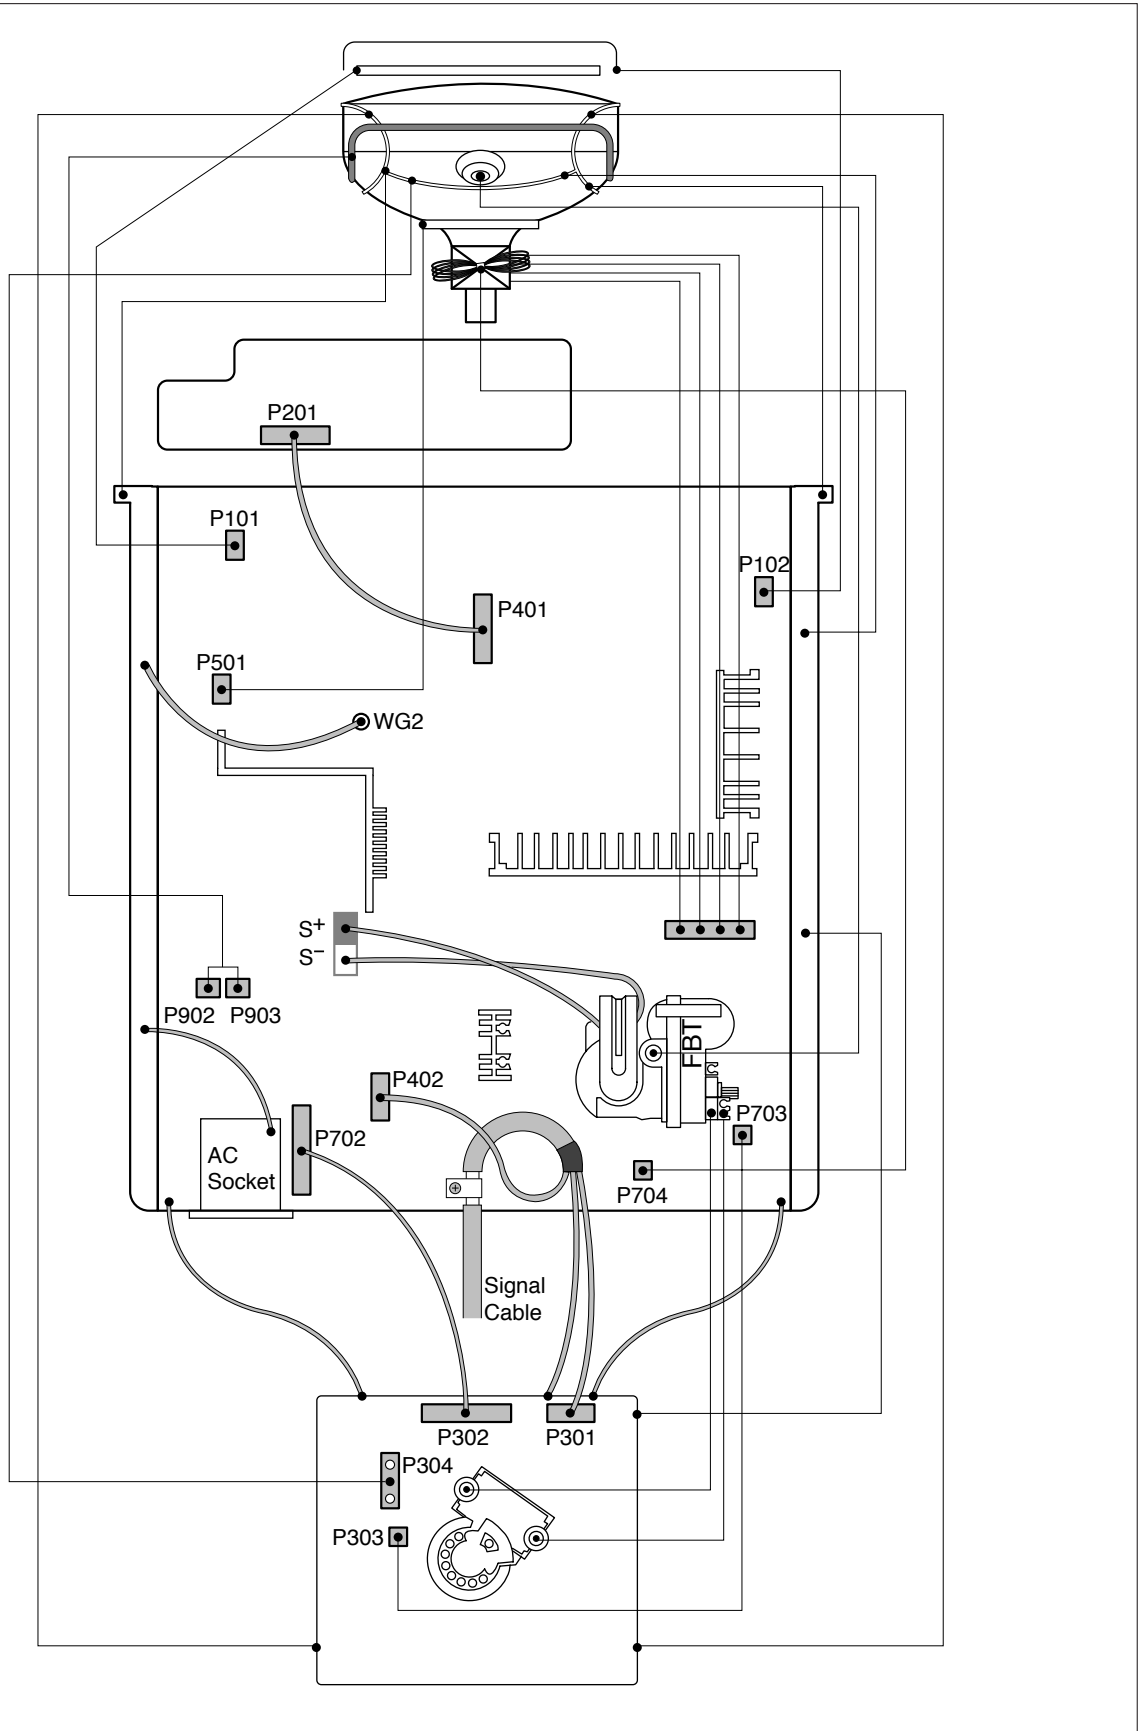 P201
P101
P102
P401
P501
WG2
S+
S−
P902 P903
FBT
P402
P703
P702
AC
Socket
P704
Signal
Cable
P302 P301
P304
P303